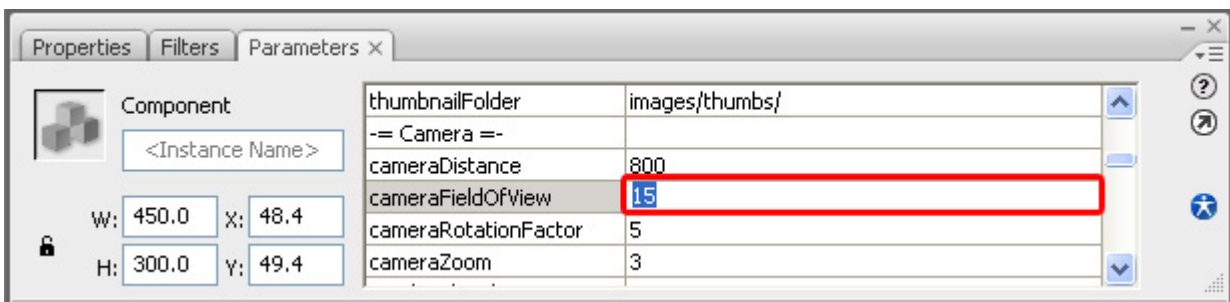 Properties Filters Parameters
Component
<Instance Name>
W: 450.0 X: 48.4
H: 300.0 Y: 49.4
thumbnailFolder images/thumbs/
-= Camera =-
cameraDistance 800
cameraFieldOfView 15
cameraRotationFactor 5
cameraZoom 3